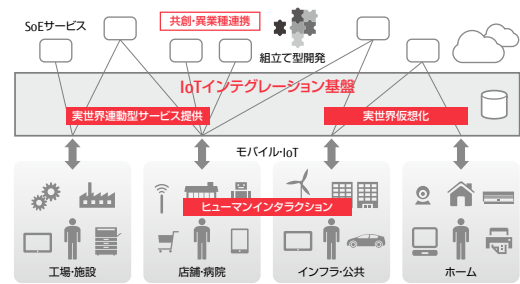 SoEサービス
共創・異業種連携
組立て型開発
IoTインテグレーション基盤
実世界連動型サービス提供
実世界仮想化
モバイル・IoT
ヒューマンインタラクション
工場・施設
店舗・病院
インフラ・公共
ホーム